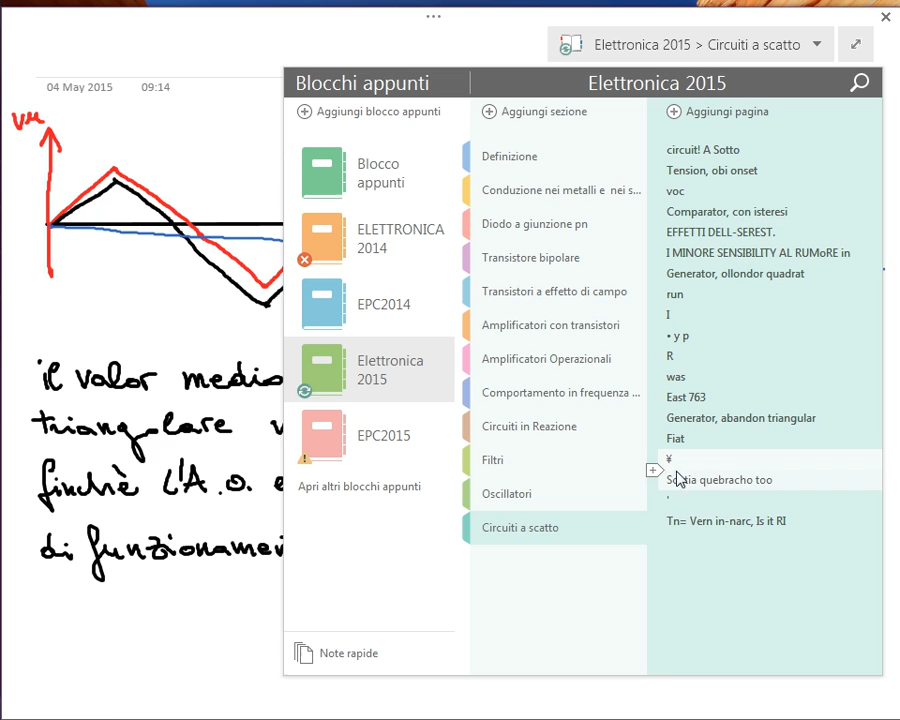 Elettronica 2015 > Circuiti a scatto
04 May 2015 09:14
Blocchi appunti
Elettronica 2015
Aggiungi blocco appunti
Aggiungi sezione
Aggiungi pagina
Blocco
appunti
ELETTRONICA
2014
EPC2014
Elettronica
2015
EPC2015
Apri altri blocchi appunti
Note rapide
Definizione
Conduzione nei metalli e nei s...
Diodo a giunzione pn
Transistore bipolare
Transistori a effetto di campo
Amplificatori con transistori
Amplificatori Operazionali
Comportamento in frequenza ...
Circuiti in Reazione
Filtri
Oscillatori
Circuiti a scatto
circuit! A Sotto
Tension, obi onset
voc
Comparator, con isteresi
EFFETTI DELL-SEREST.
I MINORE SENSIBILITY AL RUMoRE in
Generator, ollondor quadrat
run
I
• y p
R
was
East 763
Generator, abandon triangular
Fiat
¥
quebracho too
'
Tn= Vern in-narc, Is it RI
il valor medio
triangolare
finchè L'A.O.
di